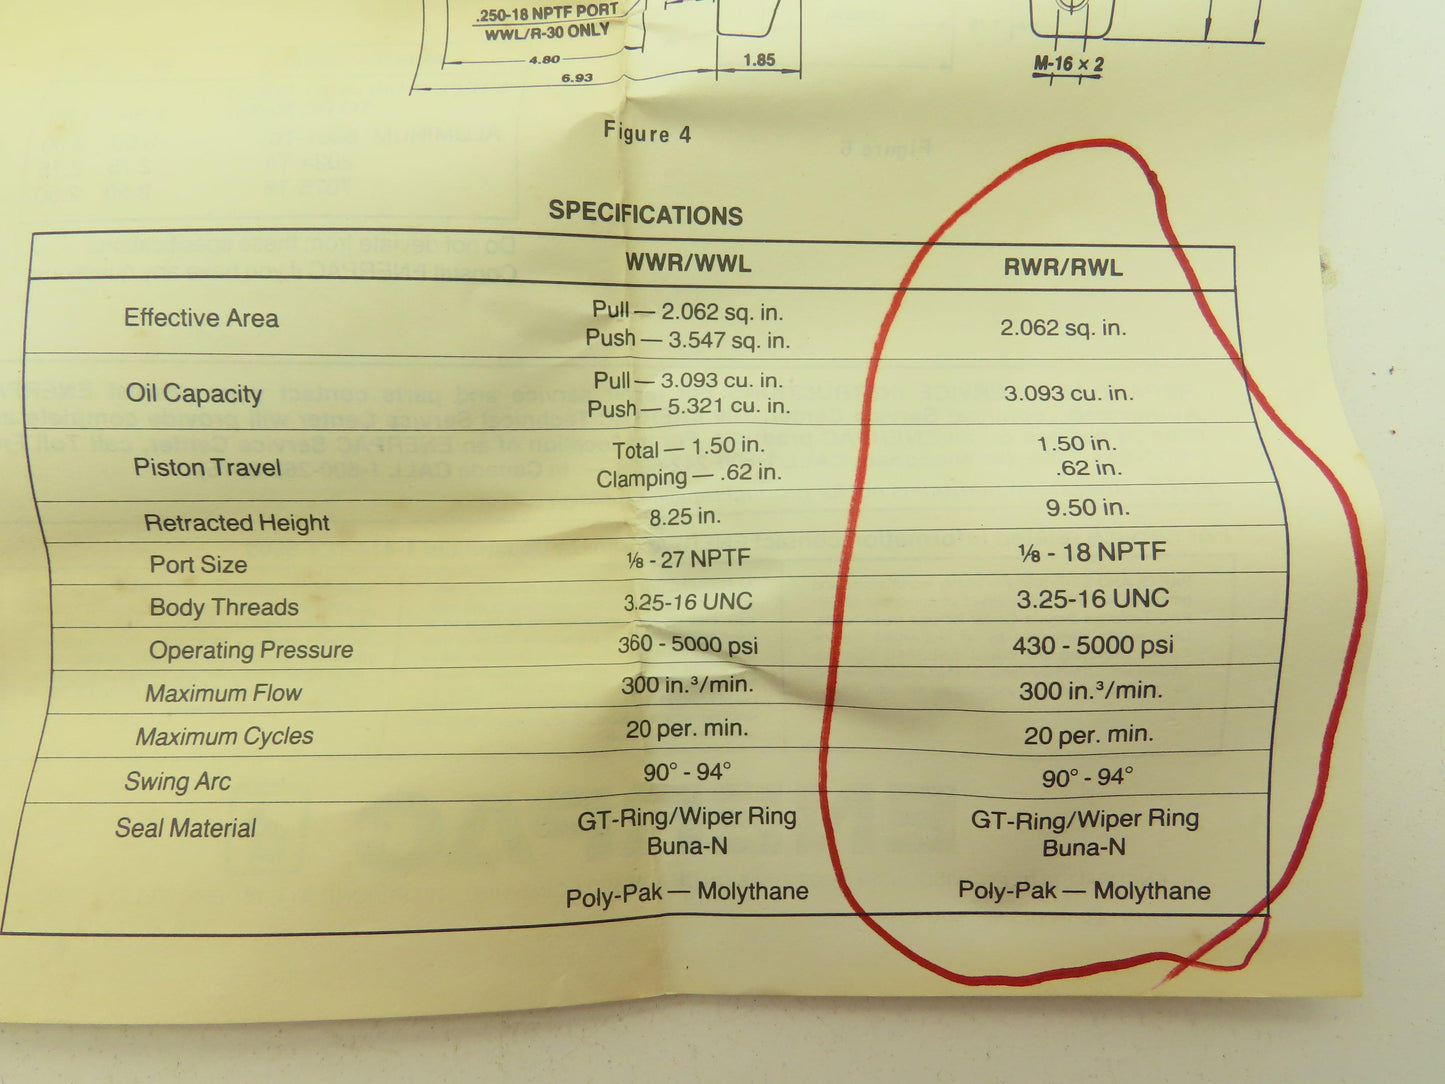 .250-18 NPTF PORT
WWL/R-30 ONLY
4.80
1.85
6.93
M-16 × 2
Figure 4
SPECIFICATIONS
WWR/WWL RWR/RWL
Effective Area Pull — 2.062 sq. in. 2.062 sq. in.
Push — 3.547 sq. in.
Oil Capacity Pull — 3.093 cu. in. 3.093 cu. in.
Push — 5.321 cu. in.
Piston Travel Total — 1.50 in. 1.50 in.
Clamping — .62 in. .62 in.
Retracted Height 8.25 in. 9.50 in.
Port Size ⅛ - 27 NPTF ⅛ - 18 NPTF
Body Threads 3.25-16 UNC 3.25-16 UNC
Operating Pressure 360 - 5000 psi 430 - 5000 psi
Maximum Flow 300 in.³/min. 300 in.³/min.
Maximum Cycles 20 per. min. 20 per. min.
Swing Arc 90° - 94° 90° - 94°
Seal Material GT-Ring/Wiper Ring GT-Ring/Wiper Ring
Buna-N Buna-N
Poly-Pak — Molythane Poly-Pak — Molythane